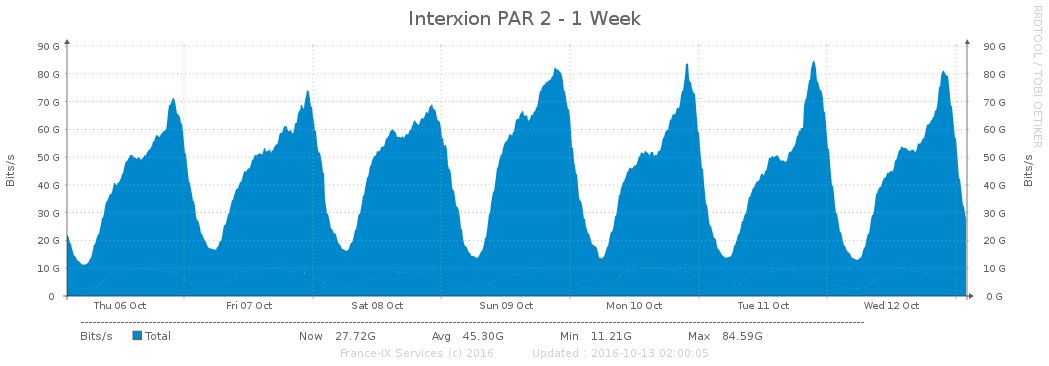 Interxion PAR 2 - 1 Week
RRDTOOL / TOBI OETIKER
90 G 90 G
80 G 80 G
70 G 70 G
60 G 60 G
50 G 50 G
40 G 40 G
30 G 30 G
20 G 20 G
10 G 10 G
0 0 G
Bits/s
Bits/s
Thu 06 Oct Fri 07 Oct Sat 08 Oct Sun 09 Oct Mon 10 Oct Tue 11 Oct Wed 12 Oct
Bits/s Total Now 27.72G Avg 45.30G Min 11.21G Max 84.59G
France-IX Services (c) 2016 Updated : 2016-10-13 02:00:05